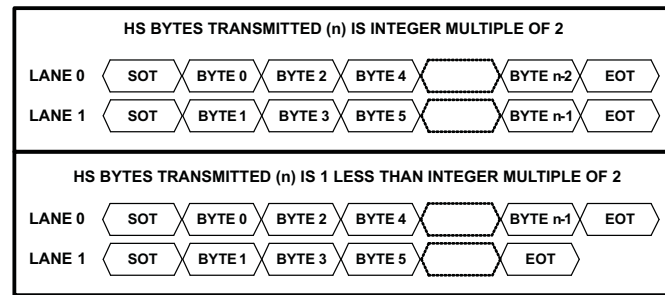 HS BYTES TRANSMITTED (n) IS INTEGER MULTIPLE OF 2
LANE 0 SOT BYTE 0 BYTE 2 BYTE 4 BYTE n-2 EOT
LANE 1 SOT BYTE 1 BYTE 3 BYTE 5 BYTE n-1 EOT
HS BYTES TRANSMITTED (n) IS 1 LESS THAN INTEGER MULTIPLE OF 2
LANE 0 SOT BYTE 0 BYTE 2 BYTE 4 BYTE n-1 EOT
LANE 1 SOT BYTE 1 BYTE 3 BYTE 5 EOT